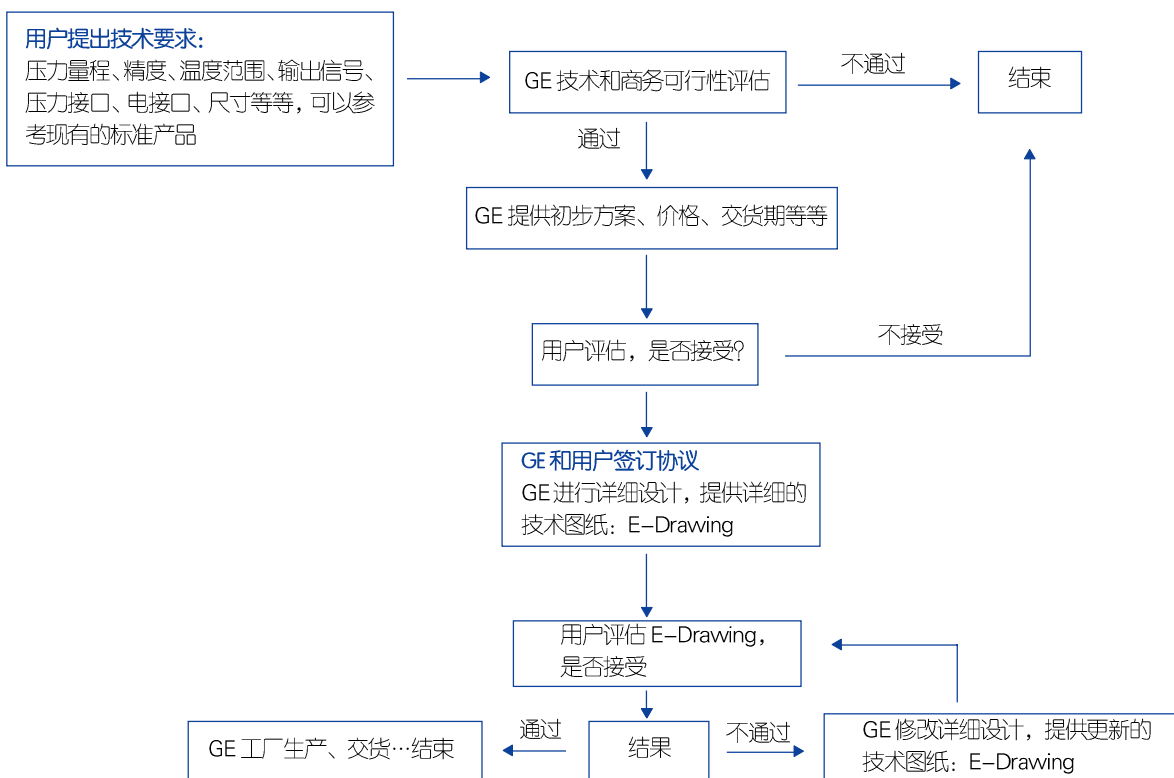 用户提出技术要求：
压力量程、精度、温度范围、输出信号、
压力接口、电接口、尺寸等等，可以参
考现有的标准产品
GE 技术和商务可行性评估
不通过
结束
通过
GE 提供初步方案、价格、交货期等等
用户评估，是否接受？
不接受
GE 和用户签订协议
GE 进行详细设计，提供详细的
技术图纸：E-Drawing
用户评估 E-Drawing，
是否接受
GE 工厂生产、交货…结束
通过
结果
不通过
GE 修改详细设计，提供更新的
技术图纸：E-Drawing